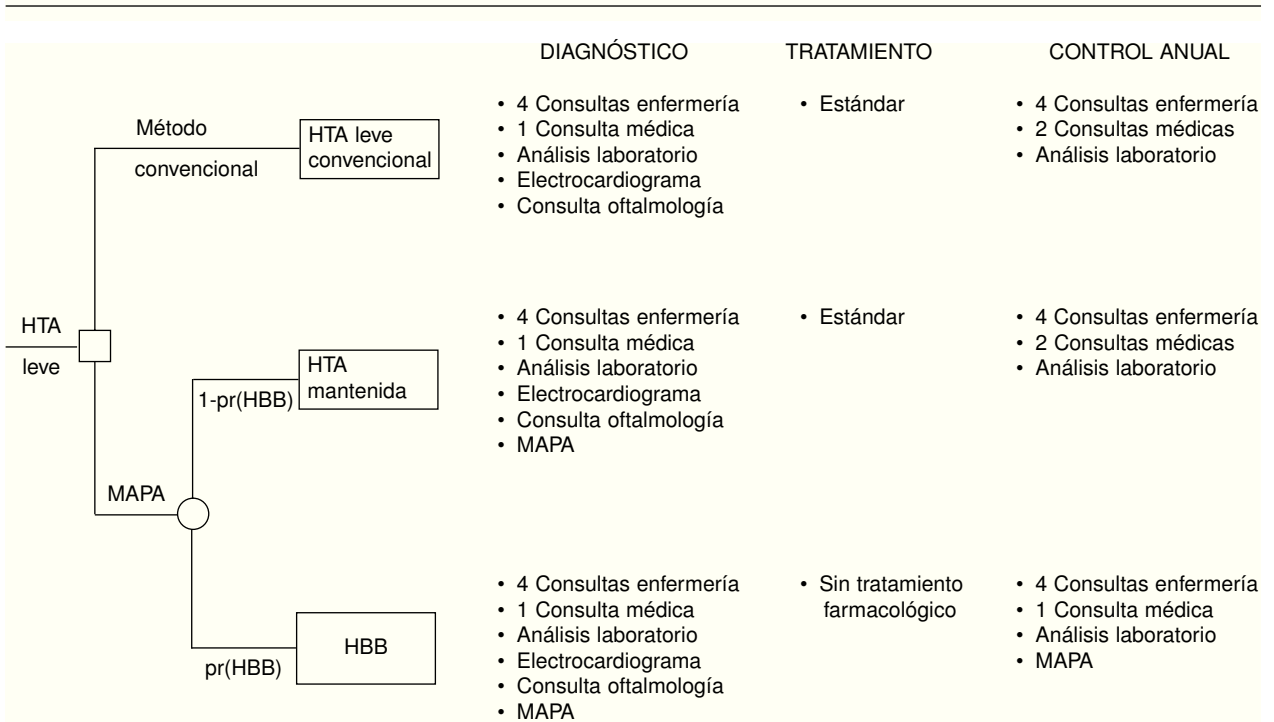 DIAGNÓSTICO TRATAMIENTO CONTROL ANUAL
Método
convencional
HTA leve
convencional
• 4 Consultas enfermería
• 1 Consulta médica
• Análisis laboratorio
• Electrocardiograma
• Consulta oftalmología
• Estándar
• 4 Consultas enfermería
• 2 Consultas médicas
• Análisis laboratorio
HTA
leve
1-pr(HBB)
HTA
mantenida
• 4 Consultas enfermería
• 1 Consulta médica
• Análisis laboratorio
• Electrocardiograma
• Consulta oftalmología
• MAPA
• Estándar
• 4 Consultas enfermería
• 2 Consultas médicas
• Análisis laboratorio
MAPA
pr(HBB)
HBB
• 4 Consultas enfermería
• 1 Consulta médica
• Análisis laboratorio
• Electrocardiograma
• Consulta oftalmología
• MAPA
• Sin tratamiento
farmacológico
• 4 Consultas enfermería
• 1 Consulta médica
• Análisis laboratorio
• MAPA